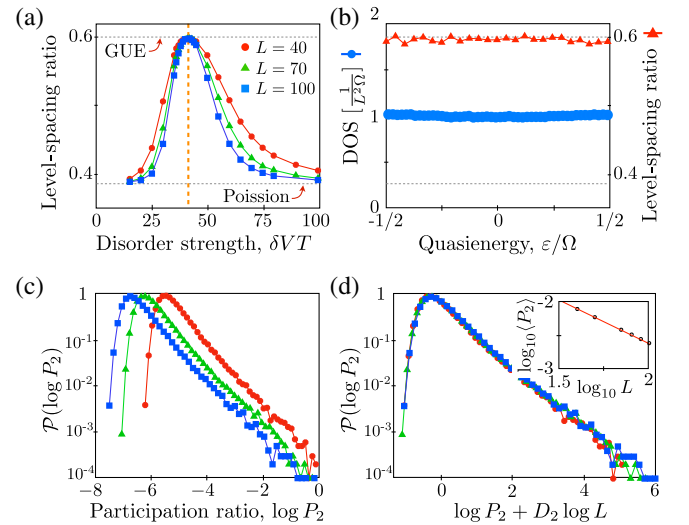 (a)
Level-spacing ratio
0.6
0.4
GUE
L = 40
L = 70
L = 100
Poission
0 25 50 75 100
Disorder strength, δVT
(b)
DOS [1/L²Ω]
2
1
0
0.6
0.4
Level-spacing ratio
-1/2 0 1/2
Quasienergy, ε/Ω
(c)
P(log P₂)
1
10⁻¹
10⁻²
10⁻³
10⁻⁴
−8 −6 −4 −2 0
Participation ratio, log P₂
(d)
P(log P₂)
1
10⁻¹
10⁻²
10⁻³
10⁻⁴
log₁₀⟨P₂⟩
-2
-3
1.5 2
log₁₀ L
0 2 4 6
log P₂ + D₂ log L